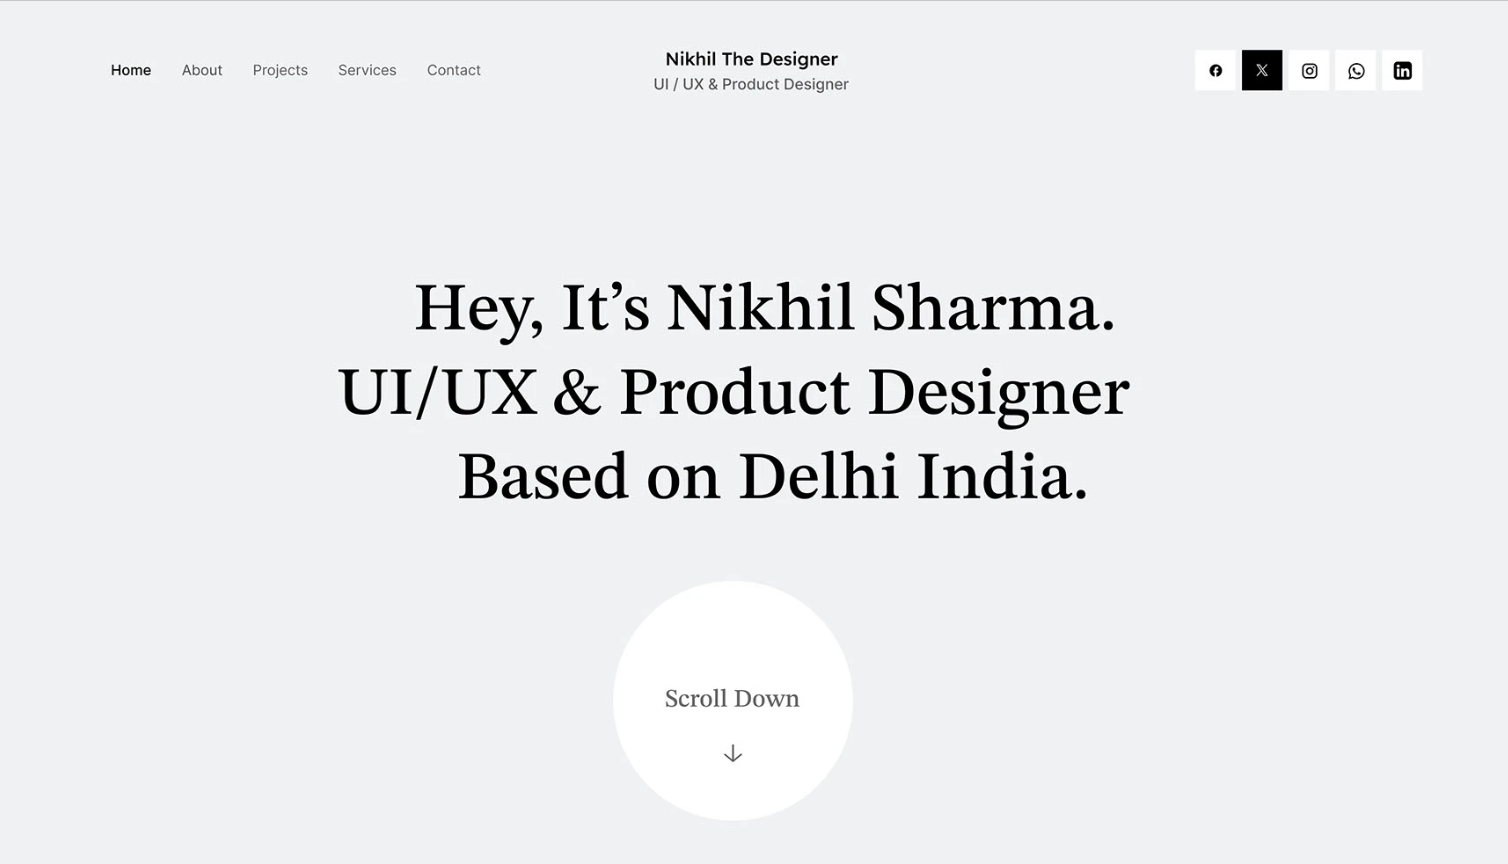 Home About Projects Services Contact
Nikhil The Designer
UI / UX & Product Designer
Hey, It’s Nikhil Sharma.
UI/UX & Product Designer
Based on Delhi India.
Scroll Down